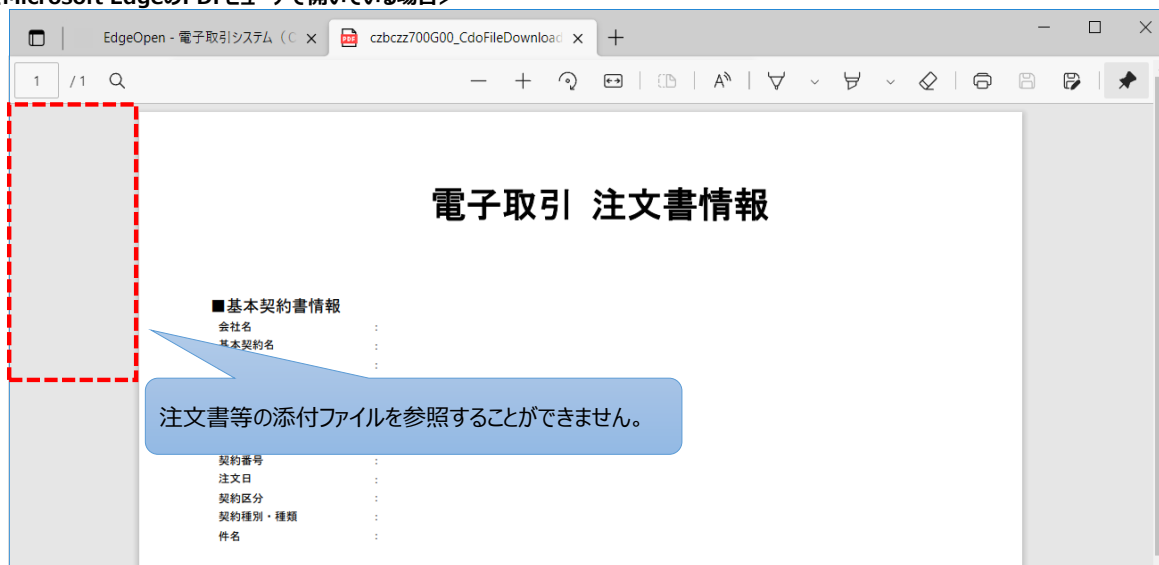 Microsoft EdgeのPDFビューアで開いている場合>
EdgeOpen - 電子取引システム（C
PDF
czbczz700G00_CdoFileDownload
1 / 1
電子取引 注文書情報
■基本契約書情報
会社名 :
基本契約名 :
:
注文書等の添付ファイルを参照することができません。
契約番号 :
注文日 :
契約区分 :
契約種別・種類 :
件名 :